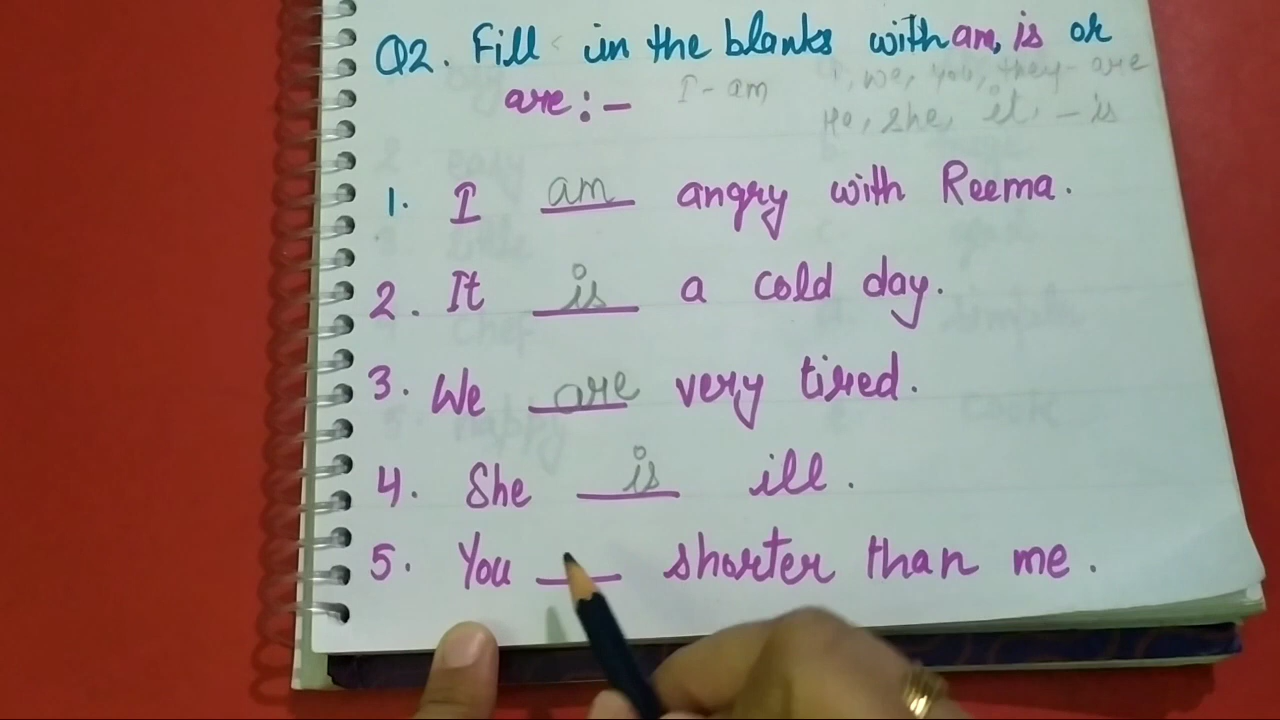 Q2. Fill in the blanks with am, is or
are:-
I - am
I, we, you, they - are
He, she, it, - is
1. I am angry with Reema.
2. It is a cold day.
3. We are very tired.
4. She is ill.
5. You ___ shorter than me.